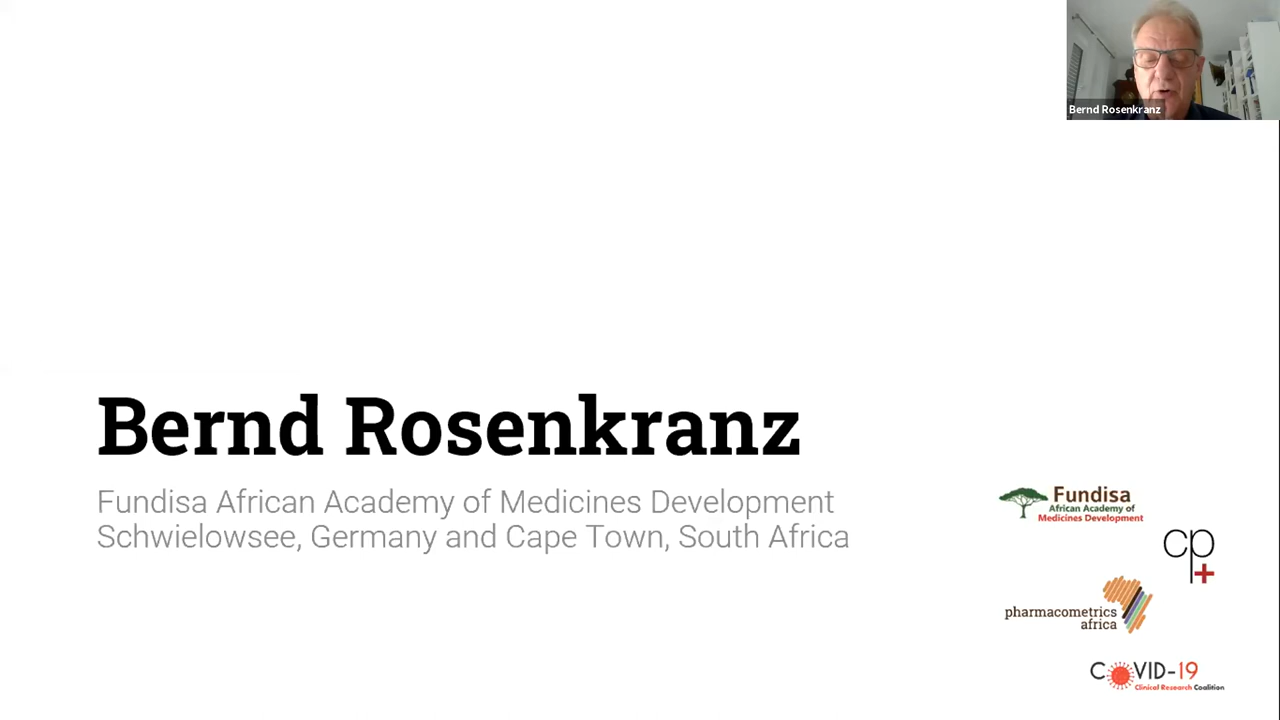 Bernd Rosenkranz
Bernd Rosenkranz
Fundisa African Academy of Medicines Development
Schwielowsee, Germany and Cape Town, South Africa
Fundisa
African Academy of
Medicines Development
cp+
pharmacometrics
africa
COVID-19
Clinical Research Coalition